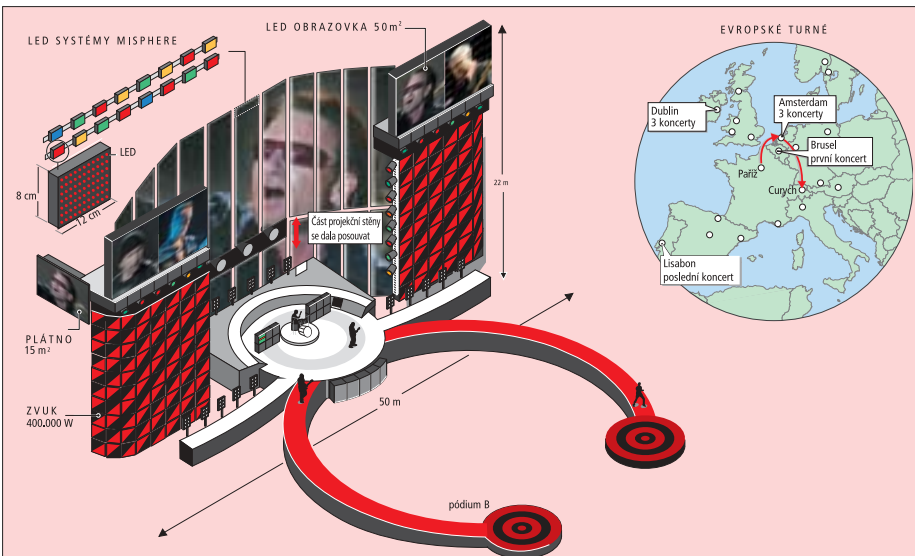 LED SYSTÉMY MISPHERE
LED OBRAZOVKA 50m²
LED
8 cm
12 cm
22 m
Část projekční stěny
se dala posouvat
PLÁTNO
15 m²
ZVUK
400.000 W
50 m
pódium B
EVROPSKÉ TURNÉ
Dublin
3 koncerty
Amsterdam
3 koncerty
Brusel
první koncert
Paříž
Curych
Lisabon
poslední koncert